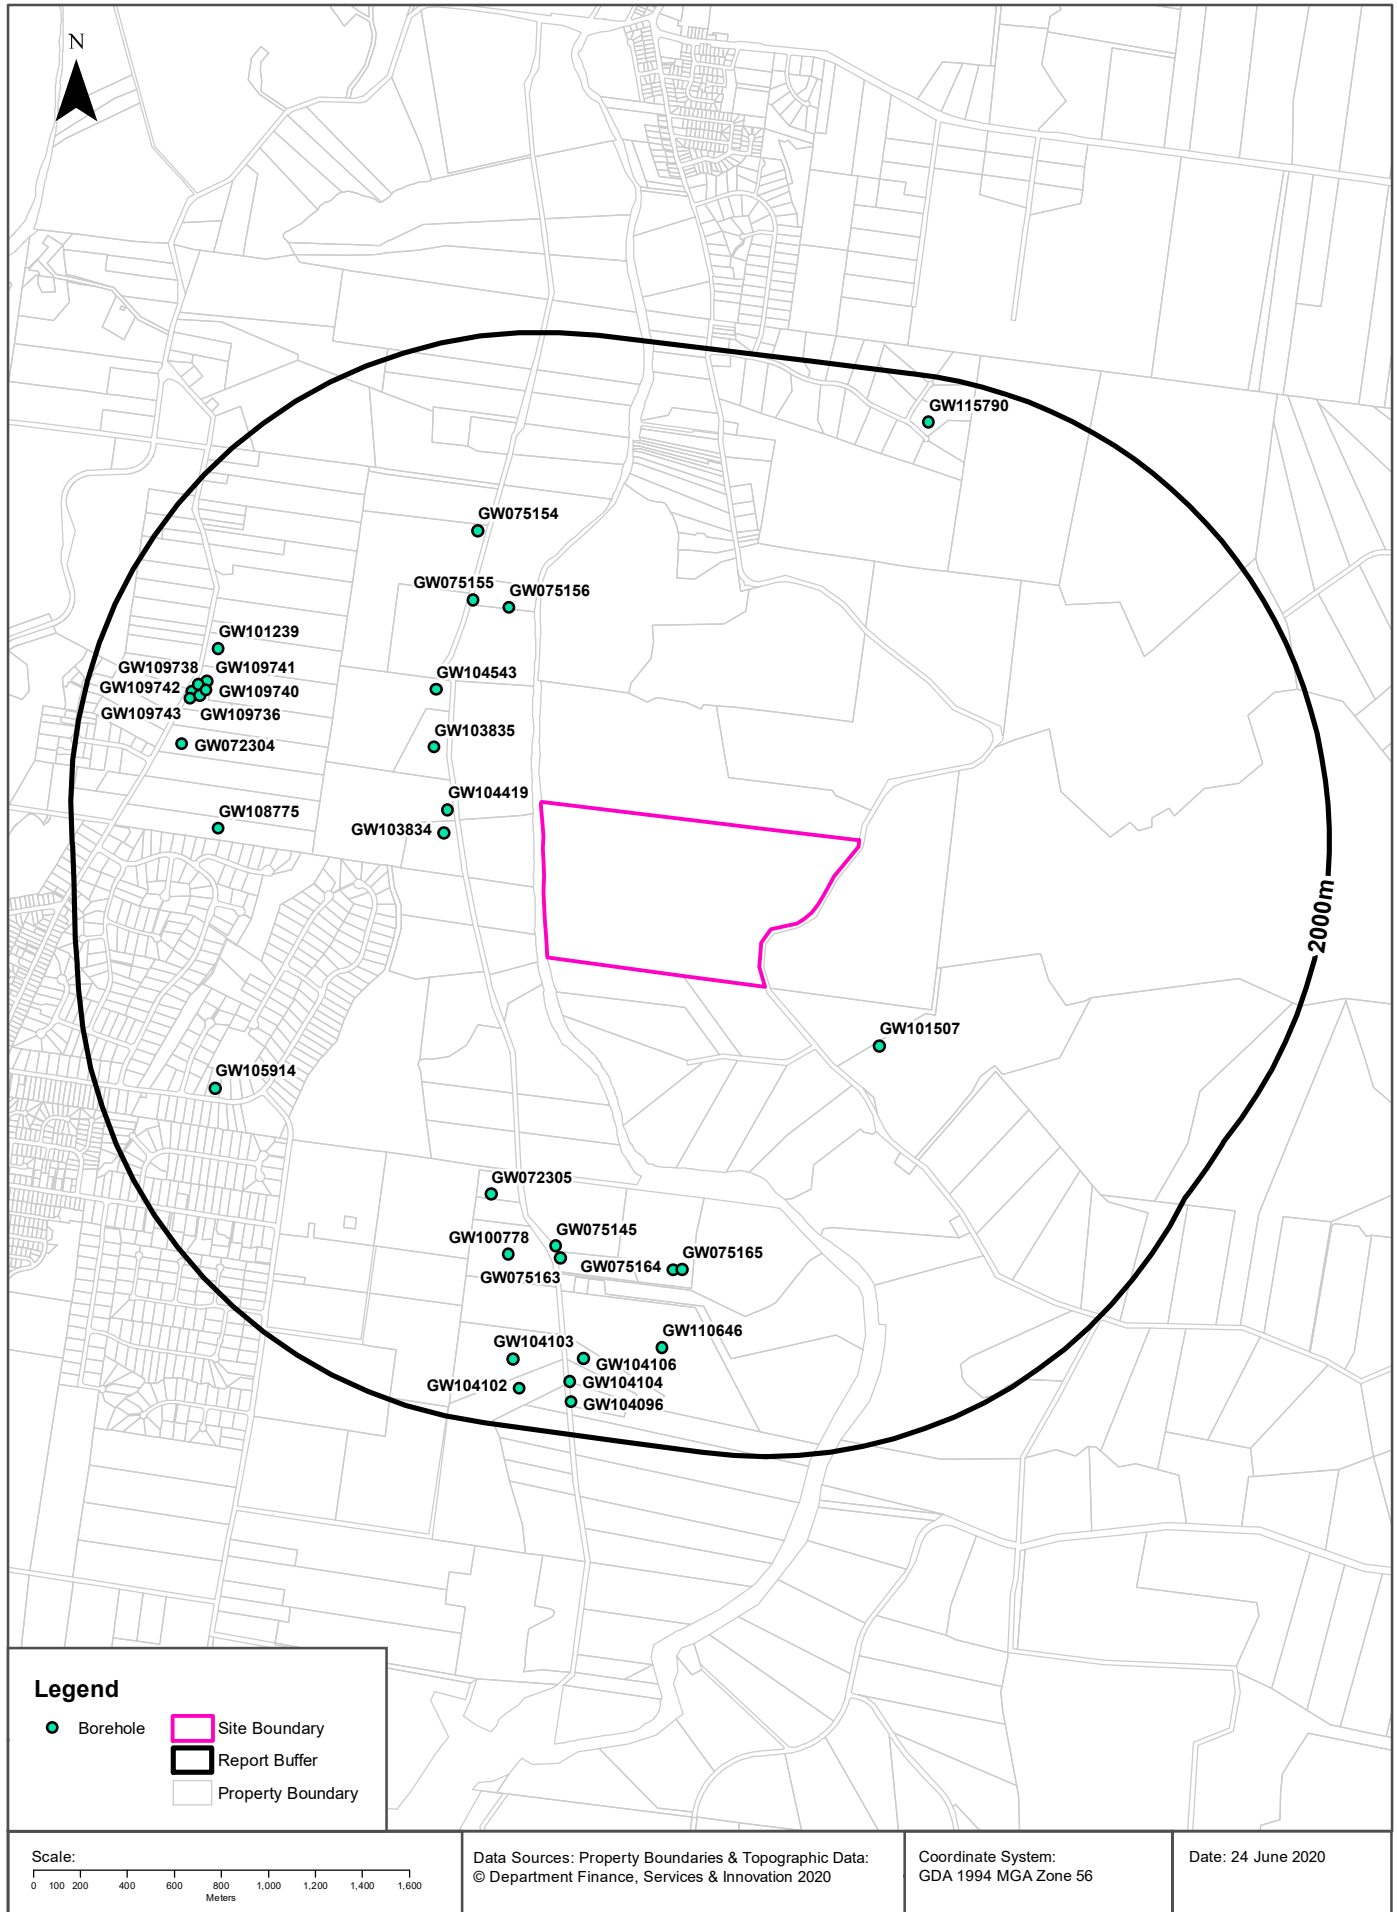 N
GW115790
GW075154
GW075155
GW075156
GW101239
GW109738
GW109741
GW109742
GW109740
GW109743
GW109736
GW104543
GW072304
GW103835
GW104419
GW108775
GW103834
2000m
GW101507
GW105914
GW072305
GW075145
GW100778
GW075165
GW075164
GW075163
GW110646
GW104103
GW104106
GW104102
GW104104
GW104096
Legend
Borehole
Site Boundary
Report Buffer
Property Boundary
Scale:
0 100 200 400 600 800 1,000 1,200 1,400 1,600
Meters
Data Sources: Property Boundaries & Topographic Data:
© Department Finance, Services & Innovation 2020
Coordinate System:
GDA 1994 MGA Zone 56
Date: 24 June 2020